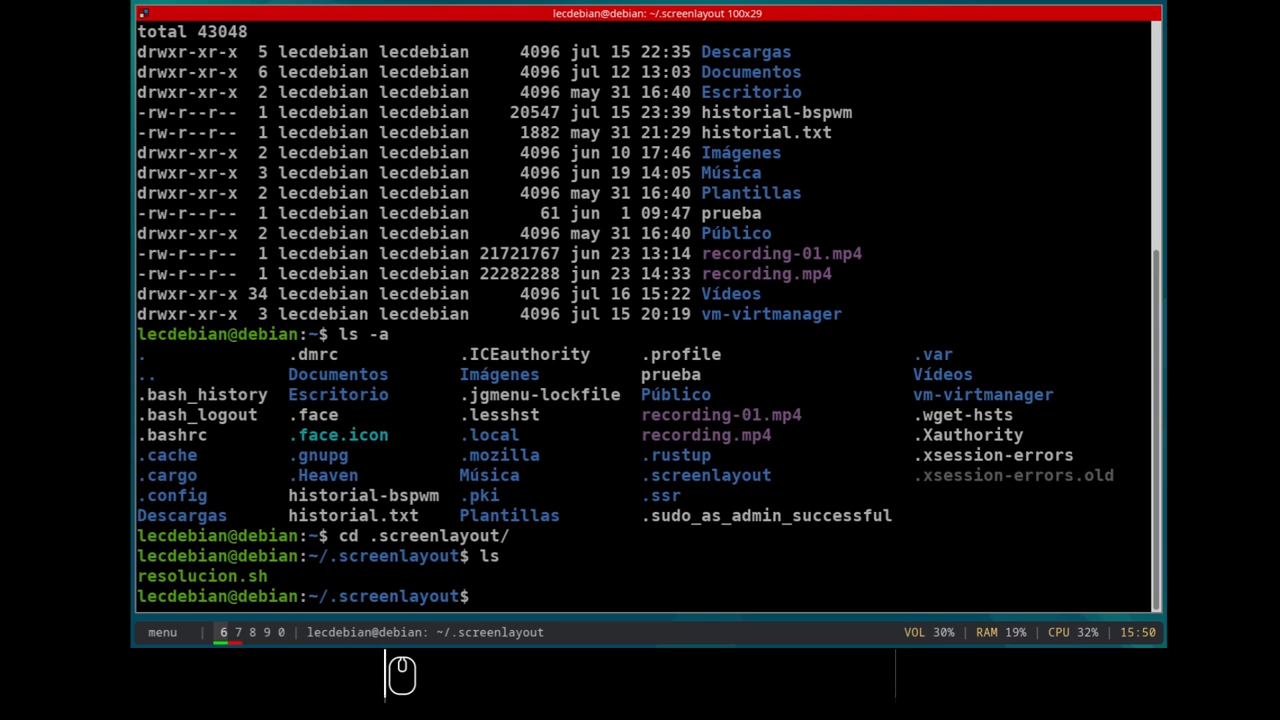 lecdebian@debian: ~/.screenlayout 100x29
total 43048
drwxr-xr-x  5 lecdebian lecdebian     4096 jul 15 22:35 Descargas
drwxr-xr-x  6 lecdebian lecdebian     4096 jul 12 13:03 Documentos
drwxr-xr-x  2 lecdebian lecdebian     4096 may 31 16:40 Escritorio
-rw-r--r--  1 lecdebian lecdebian    20547 jul 15 23:39 historial-bspwm
-rw-r--r--  1 lecdebian lecdebian     1882 may 31 21:29 historial.txt
drwxr-xr-x  2 lecdebian lecdebian     4096 jun 10 17:46 Imágenes
drwxr-xr-x  3 lecdebian lecdebian     4096 jun 19 14:05 Música
drwxr-xr-x  2 lecdebian lecdebian     4096 may 31 16:40 Plantillas
-rw-r--r--  1 lecdebian lecdebian       61 jun  1 09:47 prueba
drwxr-xr-x  2 lecdebian lecdebian     4096 may 31 16:40 Público
-rw-r--r--  1 lecdebian lecdebian 21721767 jun 23 13:14 recording-01.mp4
-rw-r--r--  1 lecdebian lecdebian 22282288 jun 23 14:33 recording.mp4
drwxr-xr-x 34 lecdebian lecdebian     4096 jul 16 15:22 Vídeos
drwxr-xr-x  3 lecdebian lecdebian     4096 jul 15 20:19 vm-virtmanager
lecdebian@debian:~$ ls -a
.              .dmrc            .ICEauthority     .profile                   .var
..             Documentos       Imágenes          prueba                     Vídeos
.bash_history  Escritorio       .jgmenu-lockfile  Público                    vm-virtmanager
.bash_logout   .face            .lesshst          recording-01.mp4           .wget-hsts
.bashrc        .face.icon       .local            recording.mp4              .Xauthority
.cache         .gnupg           .mozilla          .rustup                    .xsession-errors
.cargo         .Heaven          Música            .screenlayout              .xsession-errors.old
.config        historial-bspwm  .pki              .ssr
Descargas      historial.txt    Plantillas        .sudo_as_admin_successful
lecdebian@debian:~$ cd .screenlayout/
lecdebian@debian:~/.screenlayout$ ls
resolucion.sh
lecdebian@debian:~/.screenlayout$
menu | 6 7 8 9 0 | lecdebian@debian: ~/.screenlayout VOL 30% | RAM 19% | CPU 32% | 15:50